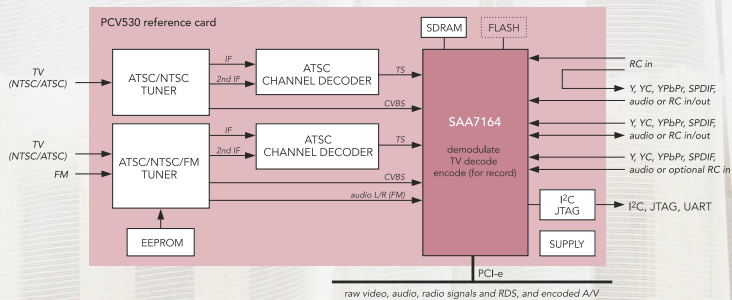 PCV530 reference card
SDRAM
FLASH
TV
(NTSC/ATSC)
ATSC/NTSC
TUNER
IF
2nd IF
ATSC
CHANNEL DECODER
TS
CVBS
TV
(NTSC/ATSC)
FM
ATSC/NTSC/FM
TUNER
IF
2nd IF
ATSC
CHANNEL DECODER
TS
CVBS
audio L/R (FM)
EEPROM
SAA7164
demodulate
TV decode
encode (for record)
RC in
Y, YC, YPbPr, SPDIF,
audio or RC in/out
Y, YC, YPbPr, SPDIF,
audio or RC in/out
Y, YC, YPbPr, SPDIF,
audio or optional RC in
I²C
JTAG
I²C, JTAG, UART
SUPPLY
PCI-e
raw video, audio, radio signals and RDS, and encoded A/V